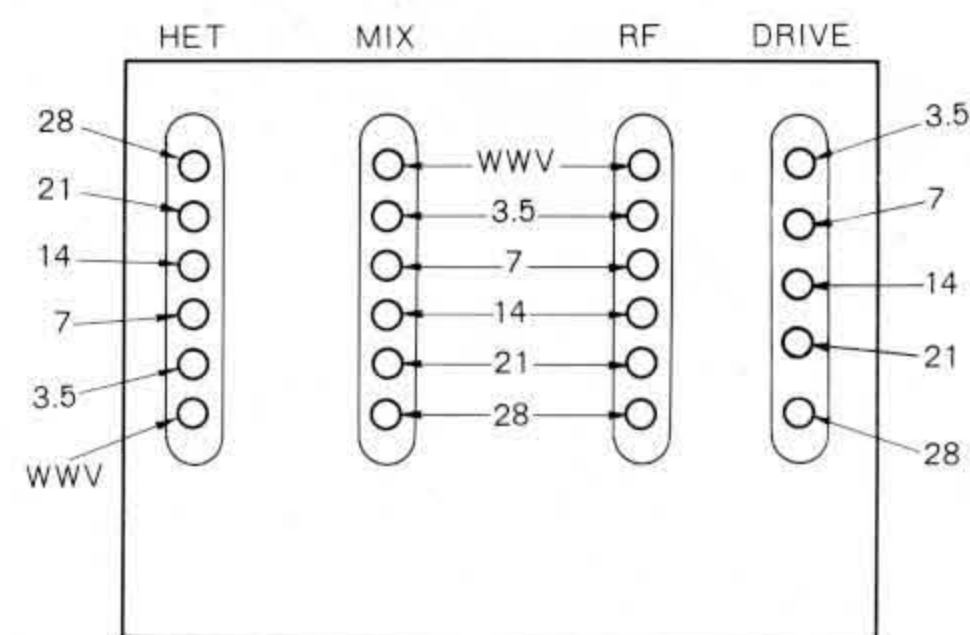 HET MIX RF DRIVE
28 WWV 3.5
21 3.5 7
14 7 14
7 14 21
3.5 21 28
WWV 28